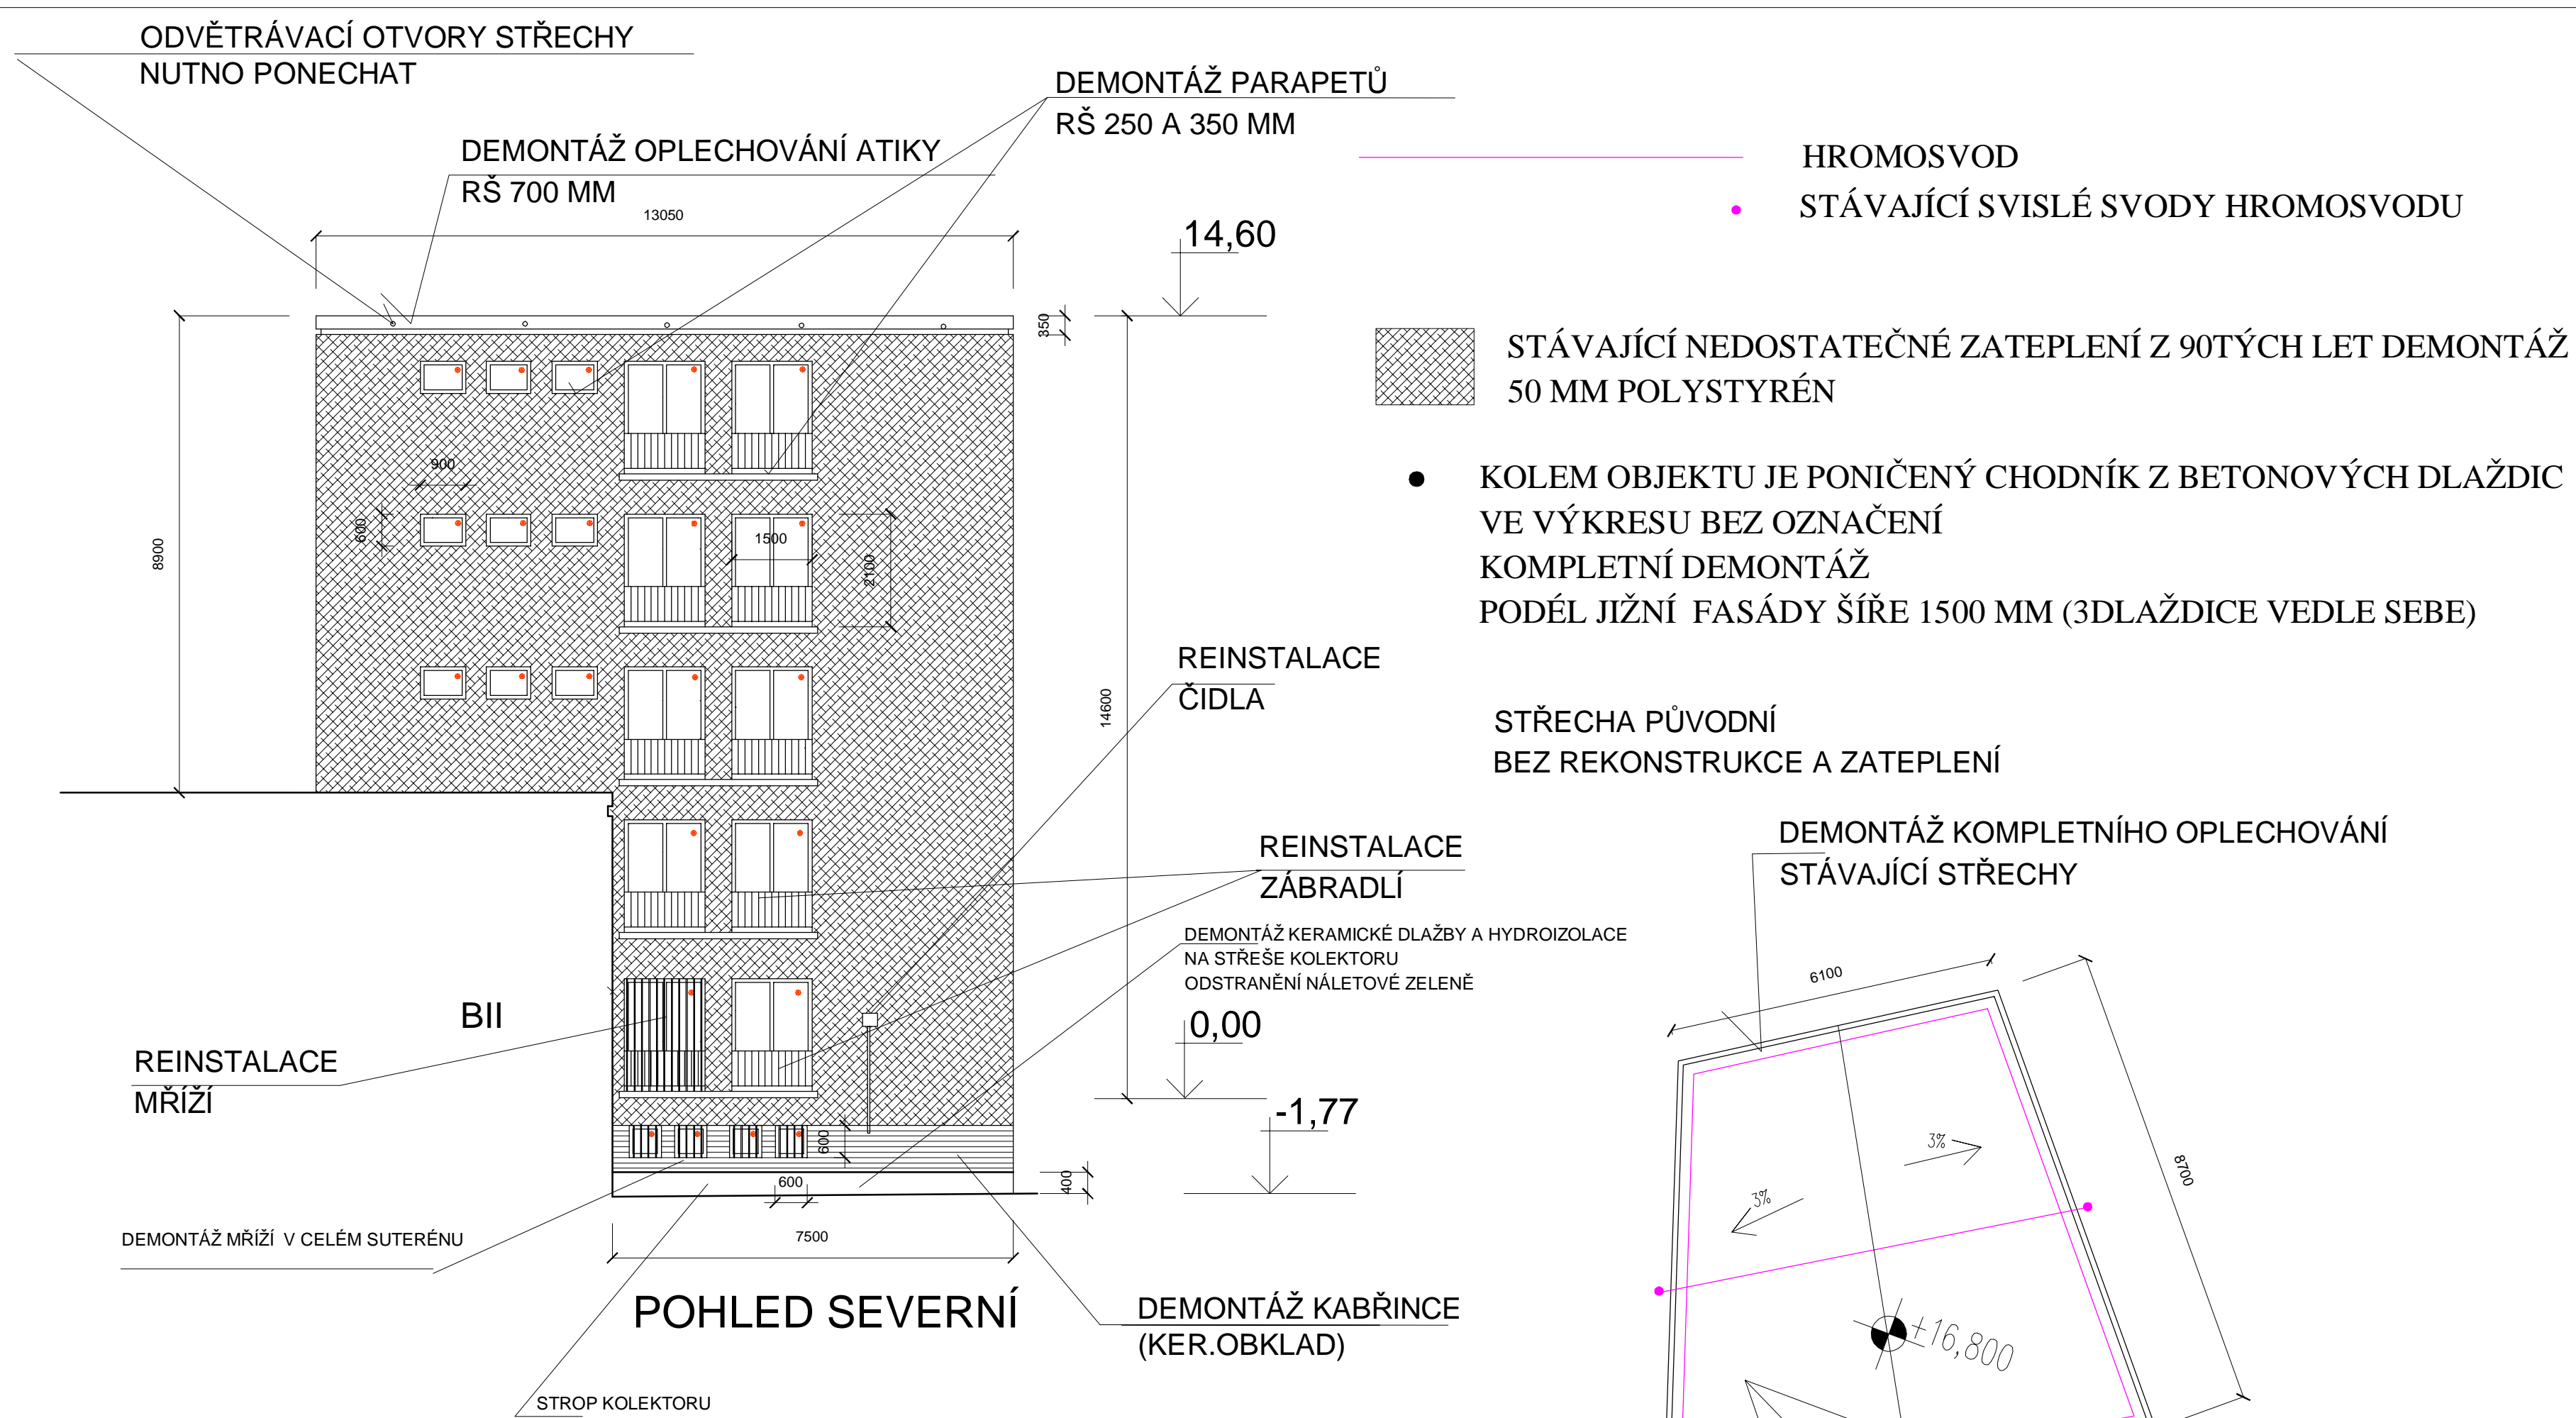 ODVĚTRÁVACÍ OTVORY STŘECHY
NUTNO PONECHAT
DEMONTÁŽ PARAPETŮ
RŠ 250 A 350 MM
DEMONTÁŽ OPLECHOVÁNÍ ATIKY
RŠ 700 MM
13050
14,60
350
8900
900
600
1500
2100
14600
HROMOSVOD
STÁVAJÍCÍ SVISLÉ SVODY HROMOSVODU
STÁVAJÍCÍ NEDOSTATEČNÉ ZATEPLENÍ Z 90TÝCH LET DEMONTÁŽ
50 MM POLYSTYRÉN
KOLEM OBJEKTU JE PONIČENÝ CHODNÍK Z BETONOVÝCH DLAŽDIC
VE VÝKRESU BEZ OZNAČENÍ
KOMPLETNÍ DEMONTÁŽ
PODÉL JIŽNÍ FASÁDY ŠÍŘE 1500 MM (3DLAŽDICE VEDLE SEBE)
REINSTALACE
ČIDLA
STŘECHA PŮVODNÍ
BEZ REKONSTRUKCE A ZATEPLENÍ
REINSTALACE
ZÁBRADLÍ
DEMONTÁŽ KOMPLETNÍHO OPLECHOVÁNÍ
STÁVAJÍCÍ STŘECHY
DEMONTÁŽ KERAMICKÉ DLAŽBY A HYDROIZOLACE
NA STŘEŠE KOLEKTORU
ODSTRANĚNÍ NÁLETOVÉ ZELENĚ
BII
0,00
REINSTALACE
MŘÍŽÍ
-1,77
600
600
400
7500
DEMONTÁŽ MŘÍŽÍ V CELÉM SUTERÉNU
POHLED SEVERNÍ
DEMONTÁŽ KABŘINCE
(KER.OBKLAD)
STROP KOLEKTORU
6100
8700
3%
3%
±16,800